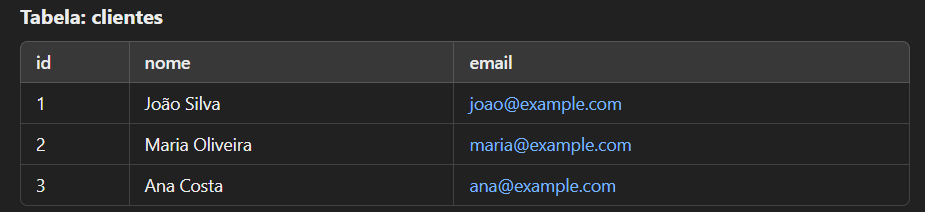 Tabela: clientes
id nome email
1 João Silva joao@example.com
2 Maria Oliveira maria@example.com
3 Ana Costa ana@example.com